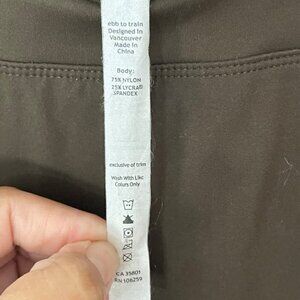 ebb to train
Designed in
Vancouver
Made in
China
Body:
75% NYLON
25% LYCRA®
SPANDEX
exclusive of trim
Wash With Like
Colors Only
CA 35801
RN 106259